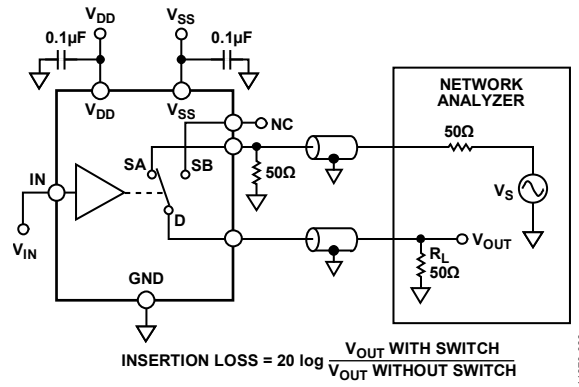 VDD
VSS
0.1µF
0.1µF
VDD
VSS
NC
NETWORK
ANALYZER
50Ω
SA
SB
IN
50Ω
VS
D
VIN
VOUT
RL
50Ω
GND
INSERTION LOSS = 20 log VOUT WITH SWITCH
VOUT WITHOUT SWITCH